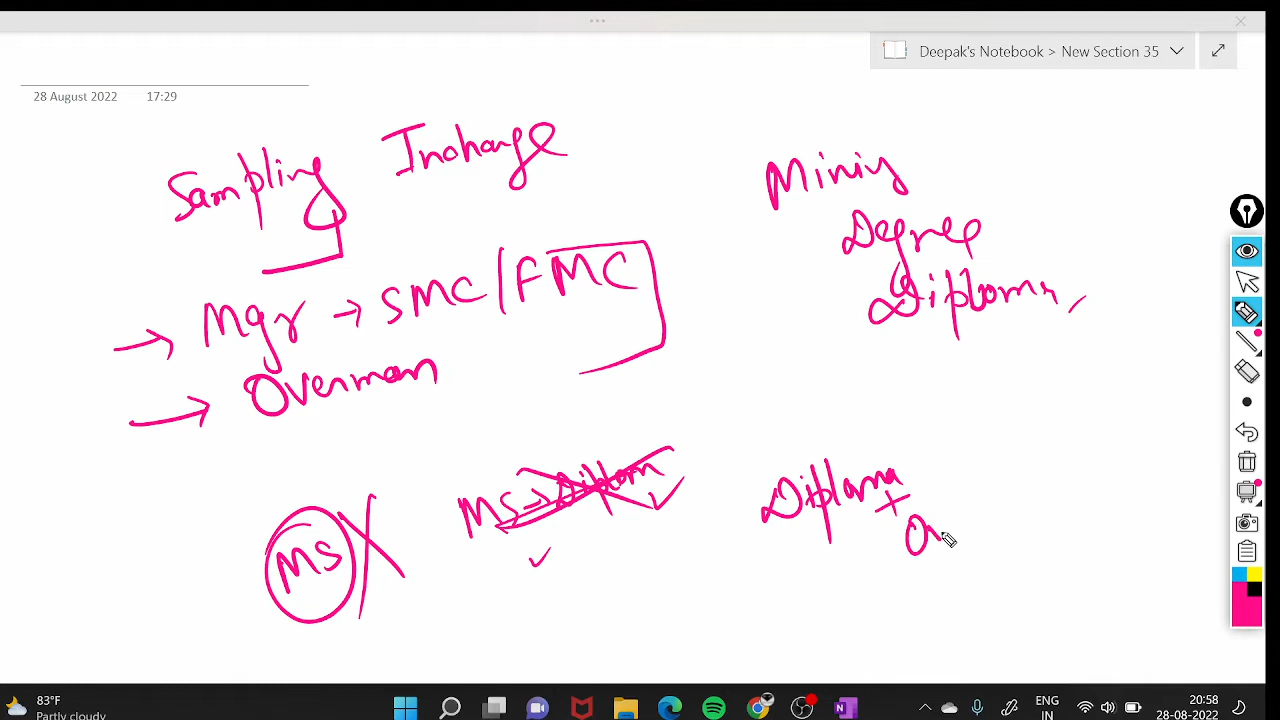 Deepak's Notebook > New Section 35
28 August 2022 17:29
Sampling Incharge
Mgr → SMC/FMC
Overman
Mining
Degree
Diploma
MS
MS → Diplom
Diploma
+
83°F
Partly cloudy
ENG
IN
20:58
28-08-2022